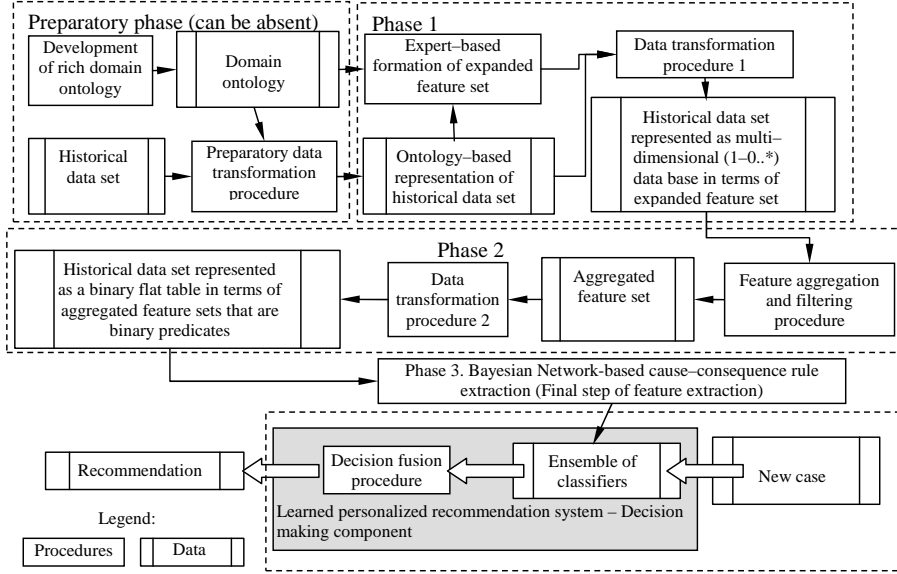 Preparatory phase (can be absent)
Development
of rich domain
ontology
Domain
ontology
Historical
data set
Preparatory data
transformation
procedure
Phase 1
Expert–based
formation of expanded
feature set
Data transformation
procedure 1
Ontology–based
representation of
historical data set
Historical data set
represented as multi–
dimensional (1–0..*)
data base in terms of
expanded feature set
Phase 2
Historical data set represented
as a binary flat table in terms of
aggregated feature sets that are
binary predicates
Data
transformation
procedure 2
Aggregated
feature set
Feature aggregation
and filtering
procedure
Phase 3. Bayesian Network-based cause–consequence rule
extraction (Final step of feature extraction)
Recommendation
Decision fusion
procedure
Ensemble of
classifiers
New case
Learned personalized recommendation system – Decision
making component
Legend:
Procedures
Data